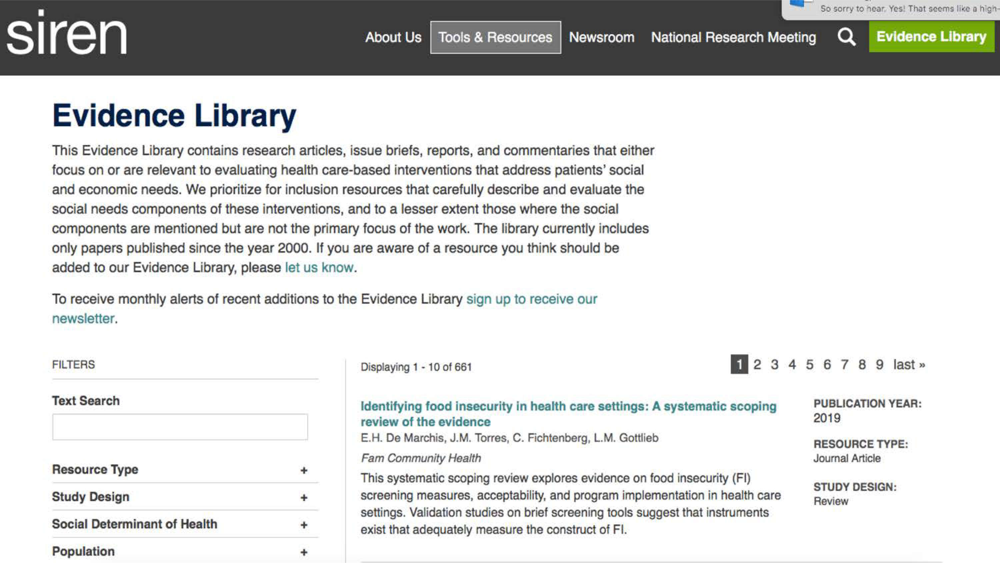 So sorry to hear. Yes! That seems like a high-
siren
About Us Tools & Resources Newsroom National Research Meeting Evidence Library
Evidence Library
This Evidence Library contains research articles, issue briefs, reports, and commentaries that either
focus on or are relevant to evaluating health care-based interventions that address patients' social
and economic needs. We prioritize for inclusion resources that carefully describe and evaluate the
social needs components of these interventions, and to a lesser extent those where the social
components are mentioned but are not the primary focus of the work. The library currently includes
only papers published since the year 2000. If you are aware of a resource you think should be
added to our Evidence Library, please let us know.
To receive monthly alerts of recent additions to the Evidence Library sign up to receive our
newsletter.
FILTERS
Text Search
Resource Type +
Study Design +
Social Determinant of Health +
Population +
Displaying 1 - 10 of 661
1 2 3 4 5 6 7 8 9 last »
Identifying food insecurity in health care settings: A systematic scoping
review of the evidence
E.H. De Marchis, J.M. Torres, C. Fichtenberg, L.M. Gottlieb
Fam Community Health
This systematic scoping review explores evidence on food insecurity (FI)
screening measures, acceptability, and program implementation in health care
settings. Validation studies on brief screening tools suggest that instruments
exist that adequately measure the construct of FI.
PUBLICATION YEAR:
2019
RESOURCE TYPE:
Journal Article
STUDY DESIGN:
Review